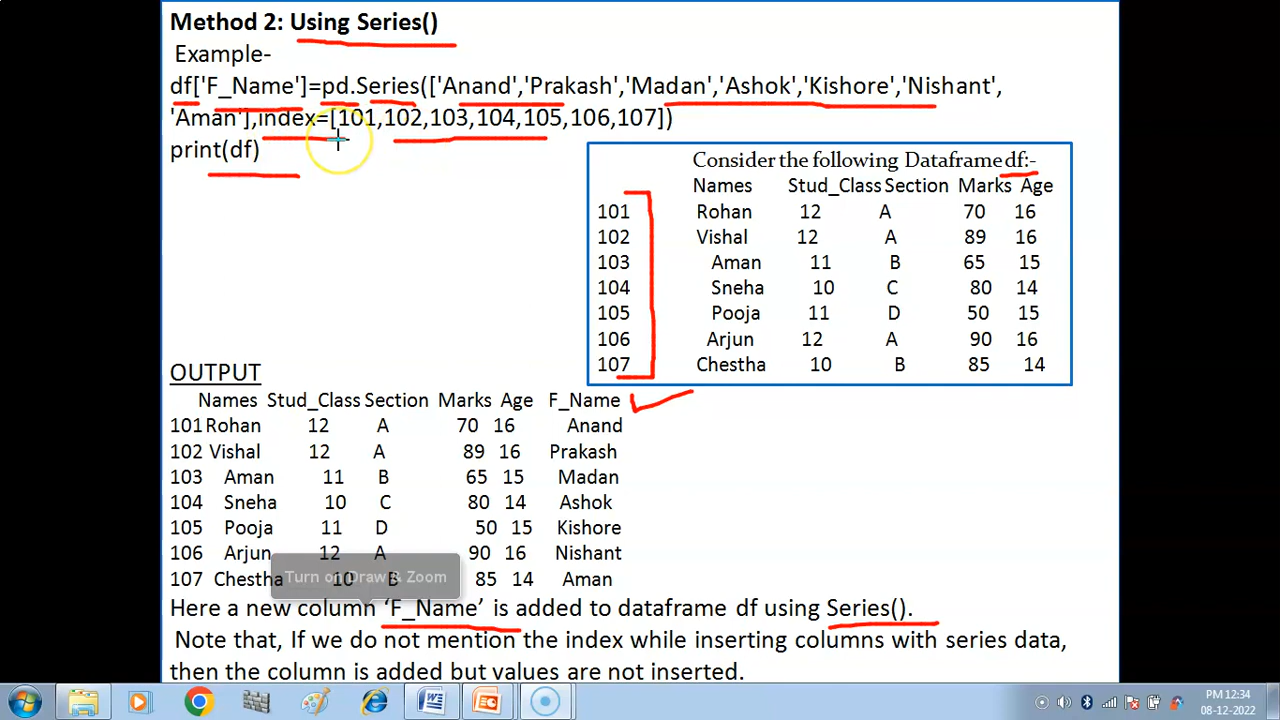 Method 2: Using Series()
Example-
df['F_Name']=pd.Series(['Anand','Prakash','Madan','Ashok','Kishore','Nishant',
'Aman'],index=[101,102,103,104,105,106,107])
print(df)
Consider the following Dataframe df:-
Names Stud_Class Section Marks Age
101 Rohan 12 A 70 16
102 Vishal 12 A 89 16
103 Aman 11 B 65 15
104 Sneha 10 C 80 14
105 Pooja 11 D 50 15
106 Arjun 12 A 90 16
107 Chestha 10 B 85 14
OUTPUT
Names Stud_Class Section Marks Age F_Name
101 Rohan 12 A 70 16 Anand
102 Vishal 12 A 89 16 Prakash
103 Aman 11 B 65 15 Madan
104 Sneha 10 C 80 14 Ashok
105 Pooja 11 D 50 15 Kishore
106 Arjun 12 A 90 16 Nishant
107 Chestha 10 B 85 14 Aman
Turn on Draw & Zoom
Here a new column ‘F_Name’ is added to dataframe df using Series().
Note that, If we do not mention the index while inserting columns with series data,
then the column is added but values are not inserted.
PM 12:34
08-12-2022